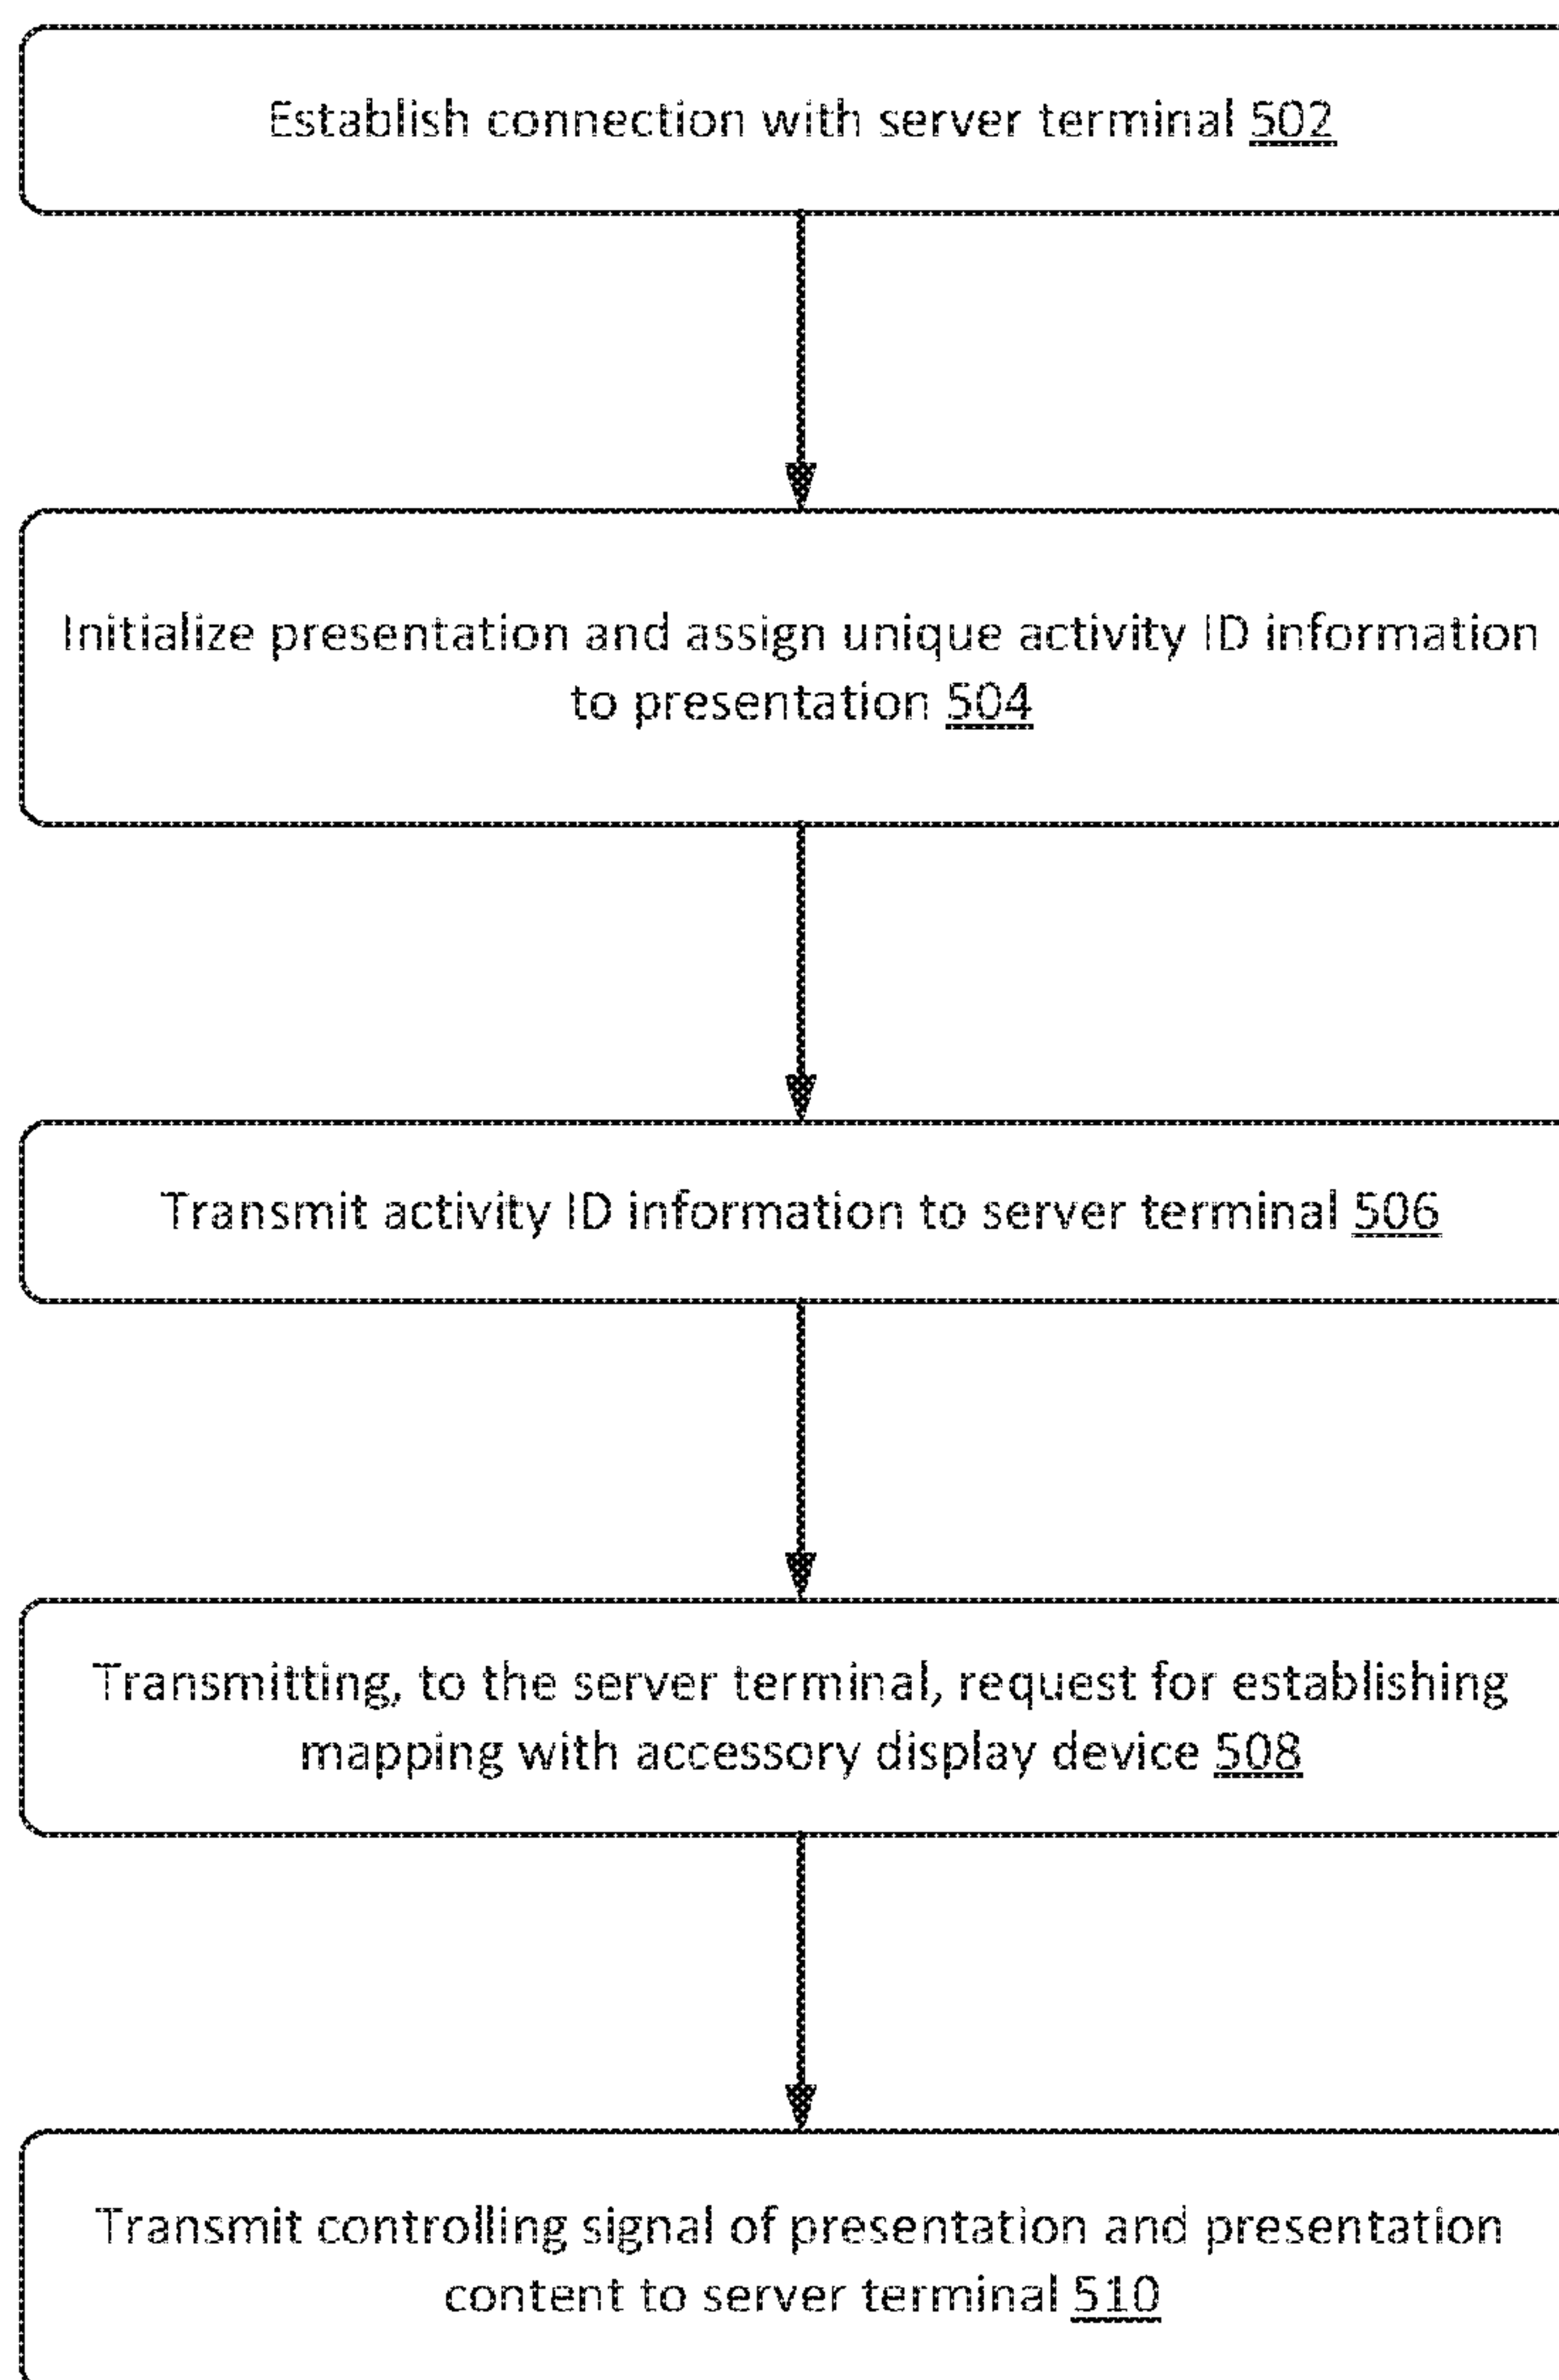 Establish connection with server terminal 502
Initialize presentation and assign unique activity ID information
to presentation 504
Transmit activity ID information to server terminal 506
Transmitting, to the server terminal, request for establishing
mapping with accessory display device 508
Transmit controlling signal of presentation and presentation
content to server terminal 510